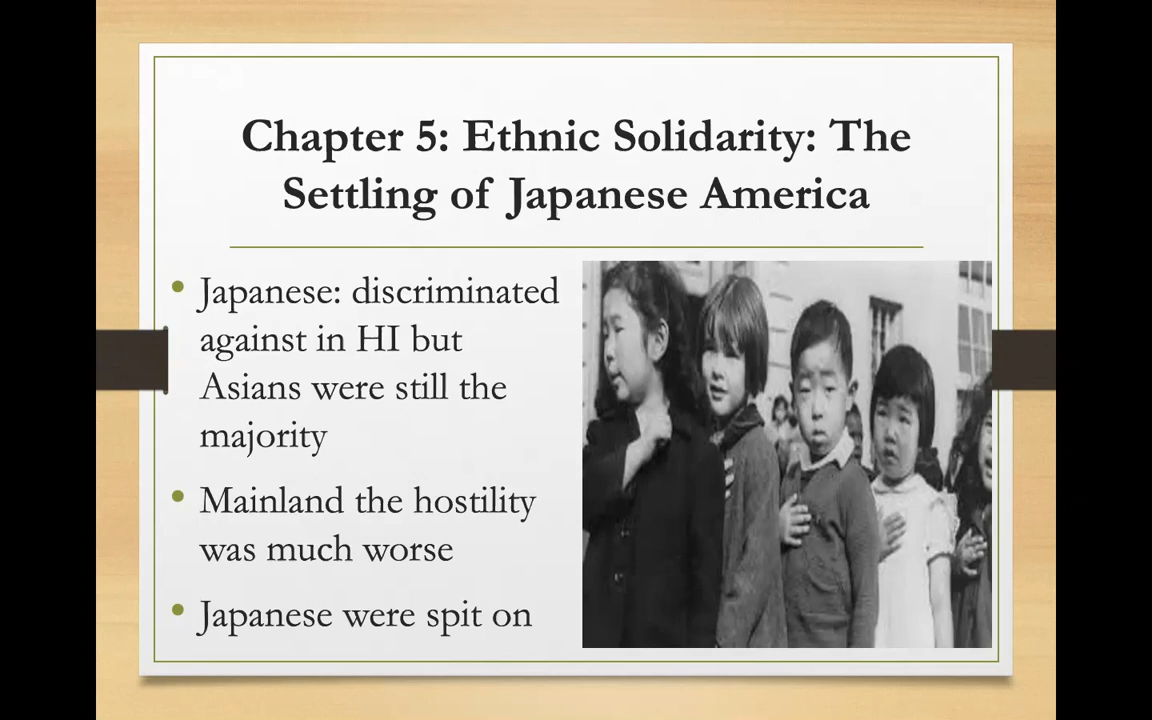 Chapter 5: Ethnic Solidarity: The
Settling of Japanese America
• Japanese: discriminated
against in HI but
Asians were still the
majority
• Mainland the hostility
was much worse
• Japanese were spit on